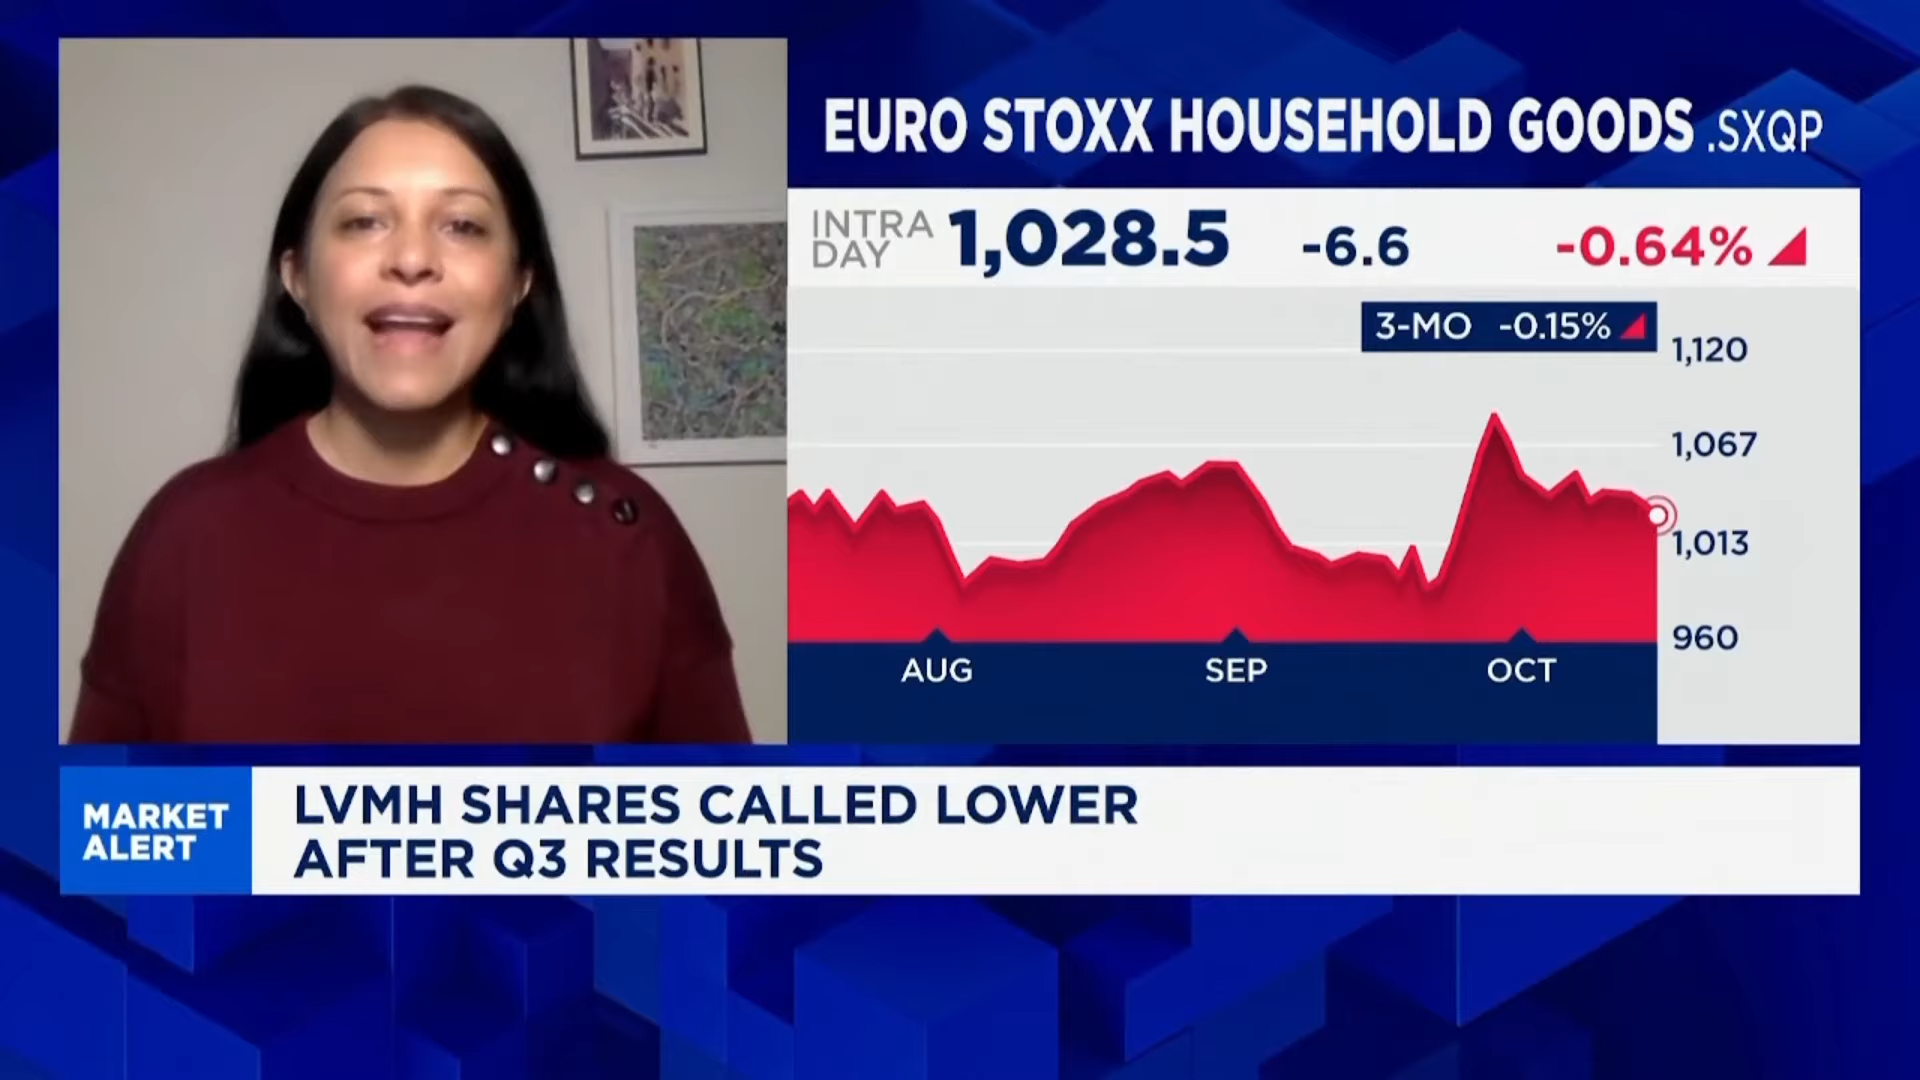 EURO STOXX HOUSEHOLD GOODS .SXQP
INTRA DAY 1,028.5 -6.6 -0.64%
3-MO -0.15%
1,120
1,067
1,013
960
AUG SEP OCT
MARKET ALERT
LVMH SHARES CALLED LOWER
AFTER Q3 RESULTS